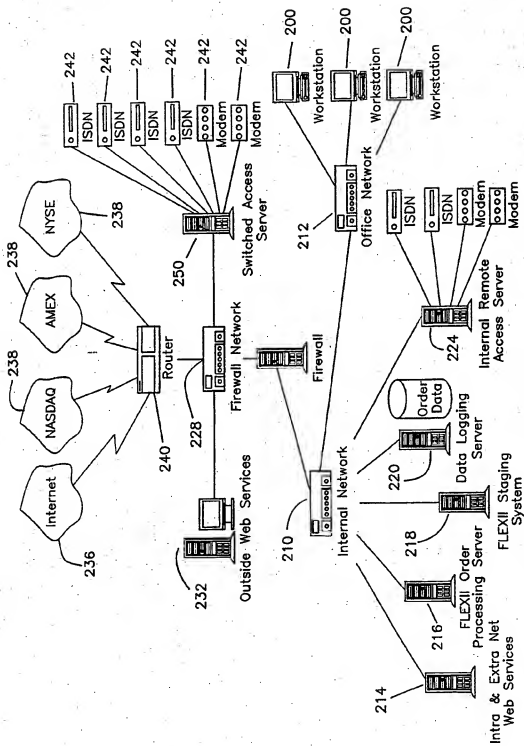 238
238
238
236
Internet
NASDAQ
AMEX
NYSE
242
242
242
242
242
242
ISDN
ISDN
ISDN
ISDN
Modem
Modem
240
Router
250
Switched Access
Server
232
Outside Web Services
228
Firewall Network
Firewall
200
200
200
Workstation
Workstation
Workstation
212
Office Network
210
Internal Network
ISDN
ISDN
Modem
Modem
224
Internal Remote
Access Server
Order
Data
220
Data Logging
Server
218
FLEXII Staging
System
216
FLEXII Order
Processing Server
214
Intra & Extra Net
Web Services